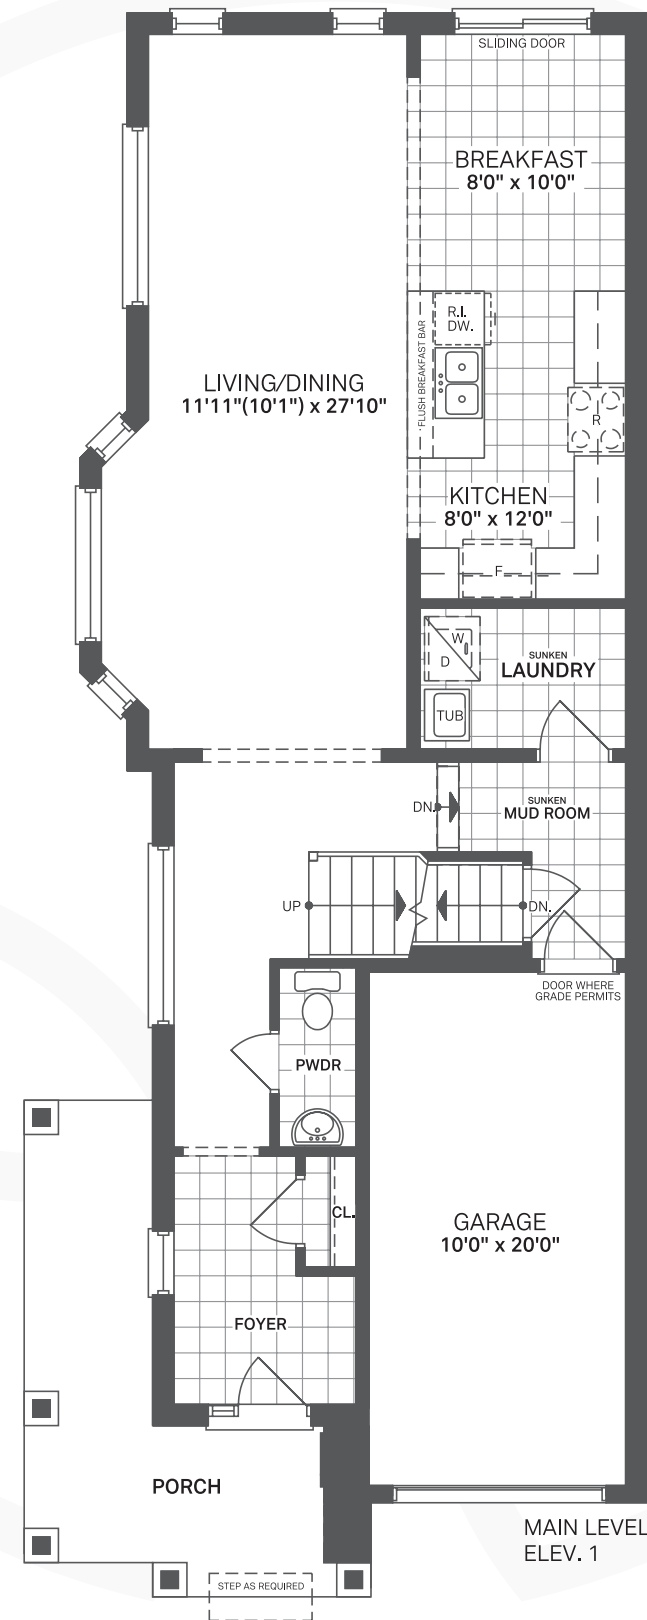 SLIDING DOOR
BREAKFAST
8'0" x 10'0"
R.I.
DW.
FLUSH BREAKFAST BAR
LIVING/DINING
11'11"(10'1") x 27'10"
R
KITCHEN
8'0" x 12'0"
F
W
D
SUNKEN
LAUNDRY
TUB
DN.
SUNKEN
MUD ROOM
UP
DN.
DOOR WHERE
GRADE PERMITS
PWDR
CL.
GARAGE
10'0" x 20'0"
FOYER
PORCH
MAIN LEVEL
ELEV. 1
STEP AS REQUIRED